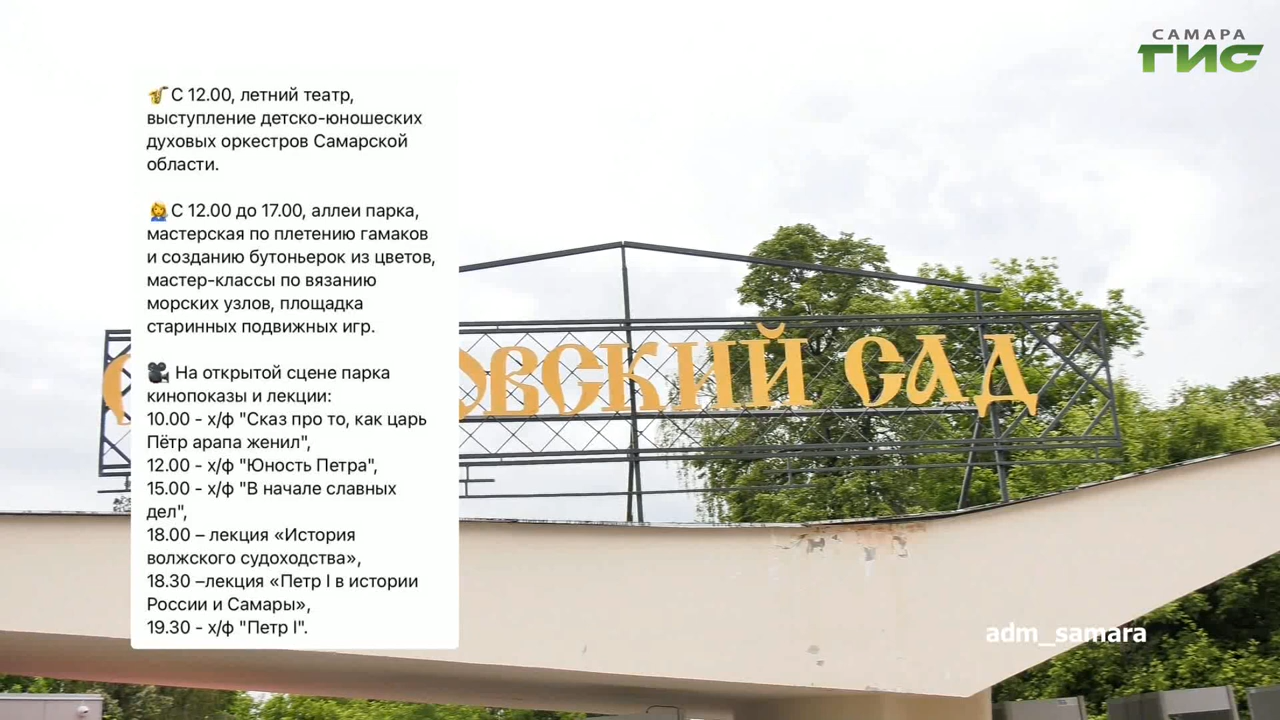 САМАРА
ГИС
С 12.00, летний театр,
выступление детско-юношеских
духовых оркестров Самарской
области.
С 12.00 до 17.00, аллеи парка,
мастерская по плетению гамаков
и созданию бутоньерок из цветов,
мастер-классы по вязанию
морских узлов, площадка
старинных подвижных игр.
На открытой сцене парка
кинопоказы и лекции:
10.00 - х/ф "Сказ про то, как царь
Пётр арапа женил",
12.00 - х/ф "Юность Петра",
15.00 - х/ф "В начале славных
дел",
18.00 – лекция «История
волжского судоходства»,
18.30 –лекция «Петр I в истории
России и Самары»,
19.30 - х/ф "Петр I".
овский сад
adm_samara